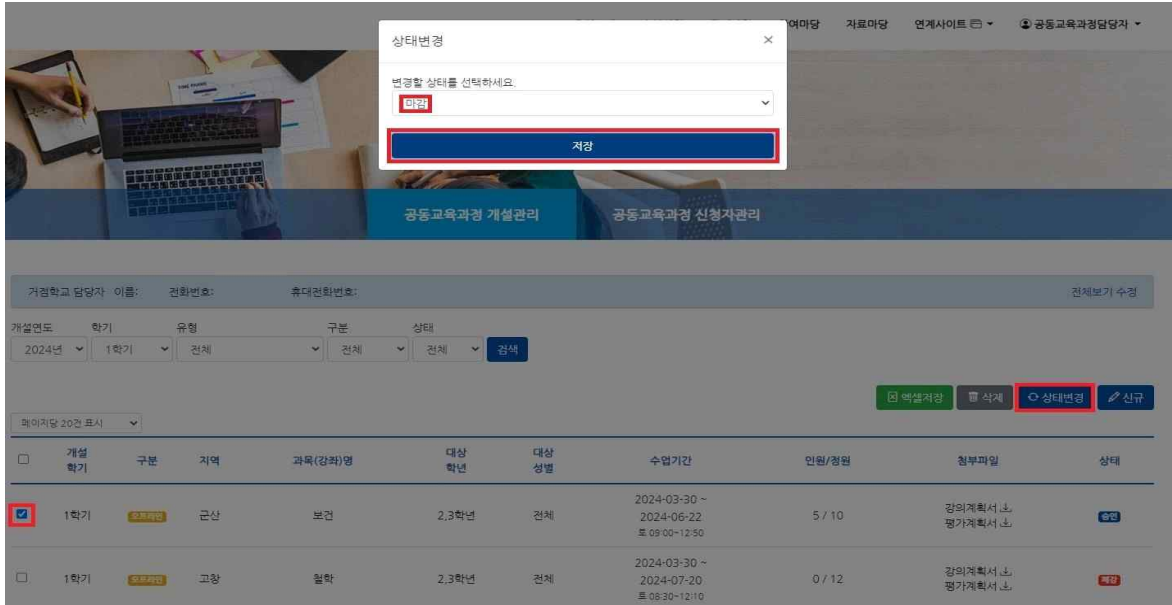 여마당 자료마당 연계사이트 공동교육과정담당자
상태변경 ×
변경할 상태를 선택하세요.
마감
저장
공동교육과정 개설관리 공동교육과정 신청자관리
거점학교 담당자 이름: 전화번호: 휴대전화번호: 전체보기 수정
개설연도 학기 유형 구분 상태
2024년 1학기 전체 전체 전체 검색
엑셀저장 삭제 상태변경 신규
페이지당 20건 표시
개설 학기 구분 지역 과목(강좌)명 대상 학년 대상 성별 수업기간 인원/정원 첨부파일 상태
2024-03-30 ~
1학기 오프라인 군산 보건 2,3학년 전체 2024-06-22 5 / 10 강의계획서 평가계획서 승인
토 09:00~12:50
2024-03-30 ~
1학기 오프라인 고창 철학 2,3학년 전체 2024-07-20 0 / 12 강의계획서 평가계획서 폐강
토 08:30~12:10